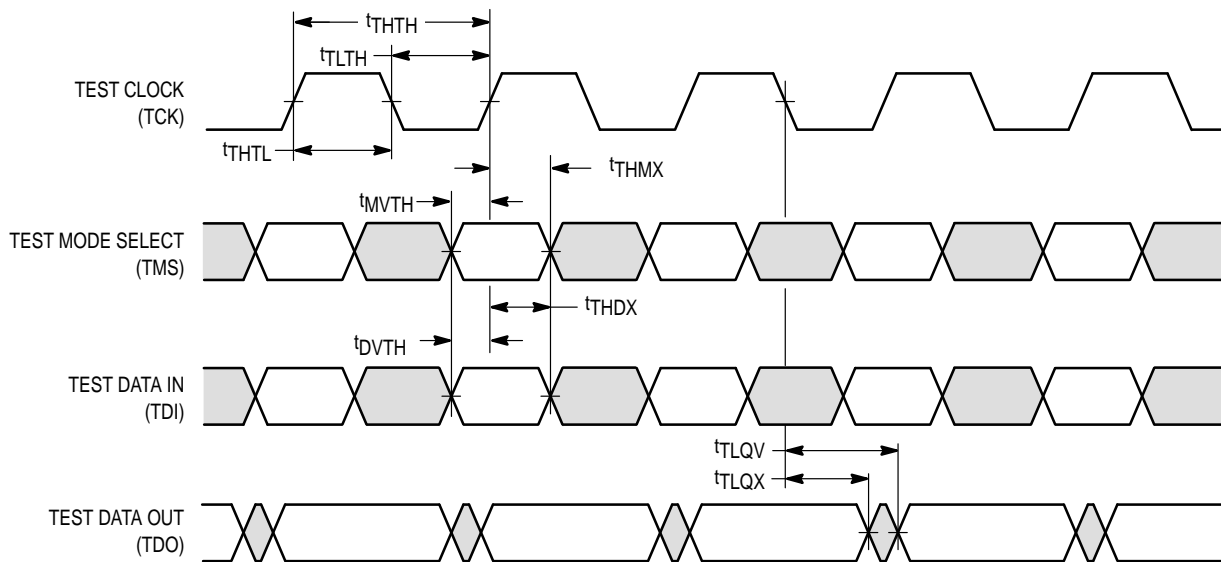 tTHTH
tTLTH
TEST CLOCK
(TCK)
tTHTL
tTHMX
tMVTH
TEST MODE SELECT
(TMS)
tTHDX
tDVTH
TEST DATA IN
(TDI)
tTLQV
tTLQX
TEST DATA OUT
(TDO)